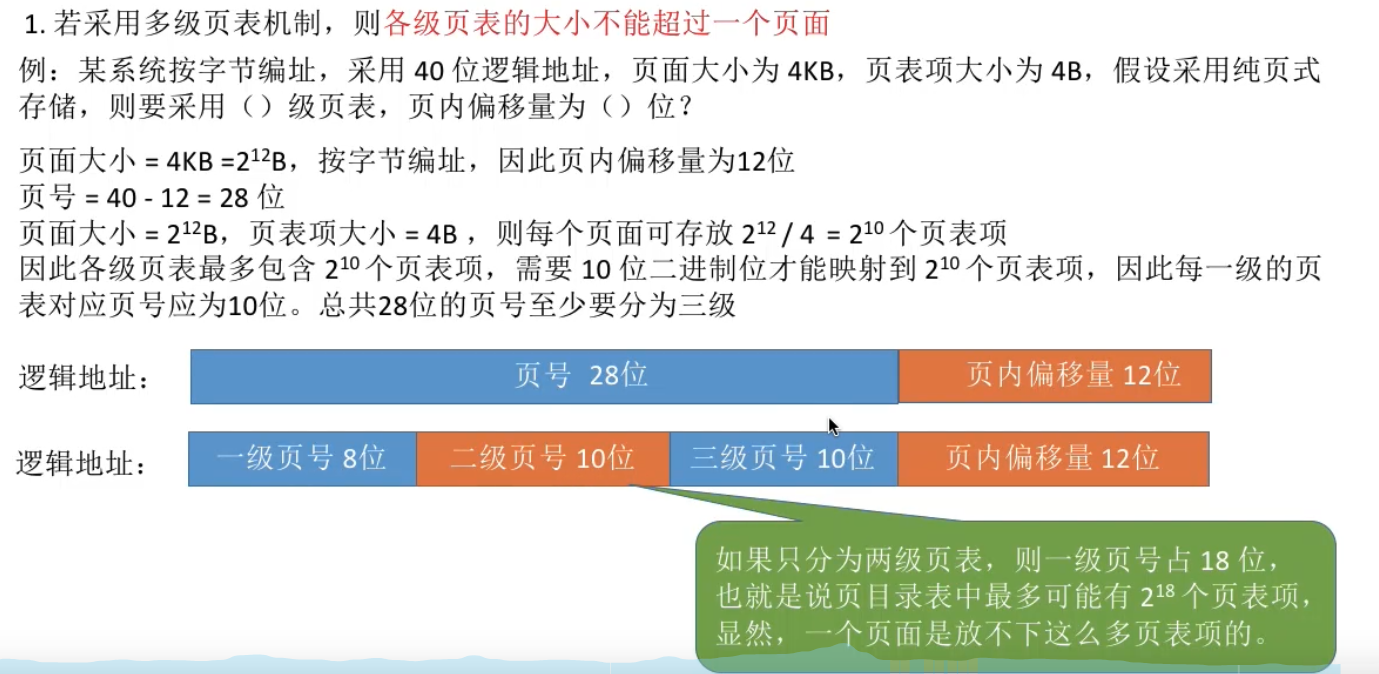 1. 若采用多级页表机制，则各级页表的大小不能超过一个页面
例：某系统按字节编址，采用 40 位逻辑地址，页面大小为 4KB，页表项大小为 4B，假设采用纯页式
存储，则要采用（）级页表，页内偏移量为（）位？
页面大小 = 4KB =2¹²B，按字节编址，因此页内偏移量为12位
页号 = 40 - 12 = 28 位
页面大小 = 2¹²B，页表项大小 = 4B ，则每个页面可存放 2¹² / 4 = 2¹⁰ 个页表项
因此各级页表最多包含 2¹⁰ 个页表项，需要 10 位二进制位才能映射到 2¹⁰ 个页表项，因此每一级的页
表对应页号应为10位。总共28位的页号至少要分为三级
逻辑地址： 页号 28位 页内偏移量 12位
逻辑地址： 一级页号 8位 二级页号 10位 三级页号 10位 页内偏移量 12位
如果只分为两级页表，则一级页号占 18 位，
也就是说页目录表中最多可能有 2¹⁸ 个页表项，
显然，一个页面是放不下这么多页表项的。